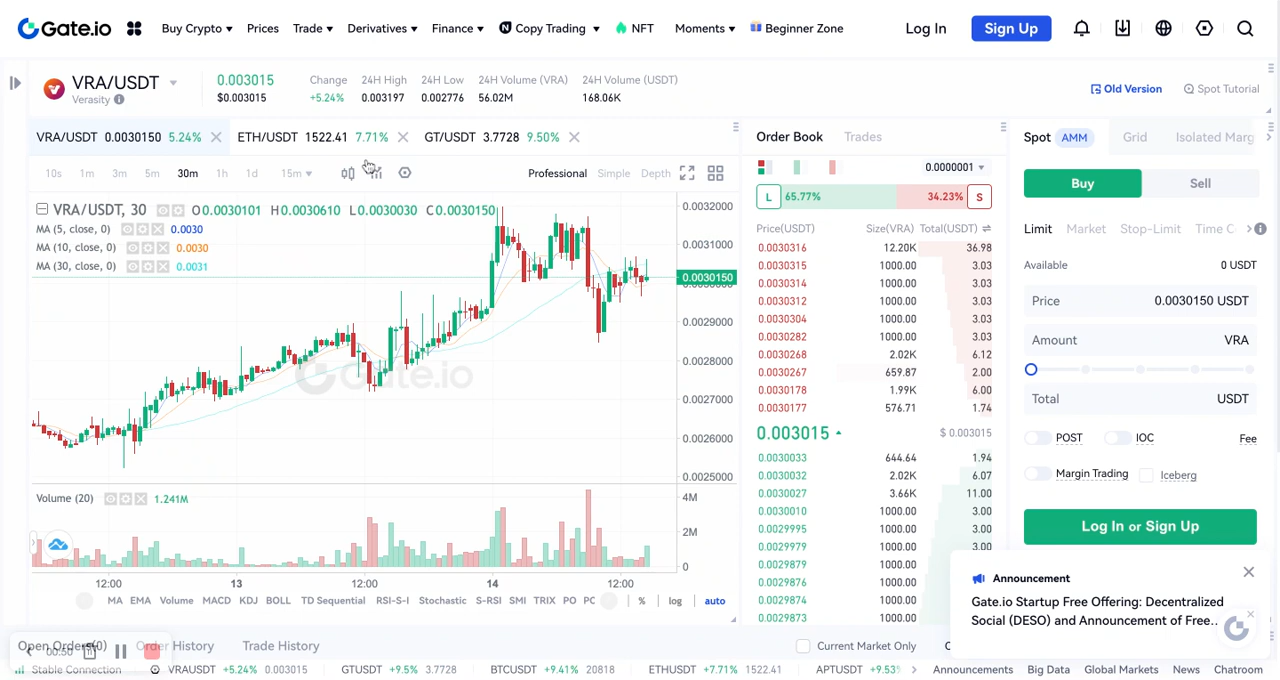 Gate.io Buy Crypto Prices Trade Derivatives Finance Copy Trading NFT Moments Beginner Zone Log In Sign Up
VRA/USDT
Verasity
0.003015
$0.003015
Change
+5.24%
24H High
0.003197
24H Low
0.002776
24H Volume (VRA)
56.02M
24H Volume (USDT)
168.06K
Old Version
Spot Tutorial
VRA/USDT 0.0030150 5.24% ETH/USDT 1522.41 7.71% GT/USDT 3.7728 9.50%
10s 1m 3m 5m 30m 1h 1d 15m Professional Simple Depth
VRA/USDT, 30 O0.0030101 H0.0030610 L0.0030030 C0.0030150
MA (5, close, 0) 0.0030
MA (10, close, 0) 0.0030
MA (30, close, 0) 0.0031
0.0032000
0.0031000
0.0030150
0.0029000
0.0028000
0.0027000
0.0026000
0.0025000
Gate.io
Volume (20) 1.241M
4M
2M
0
12:00 13 12:00 14 12:00
MA EMA Volume MACD KDJ BOLL TD Sequential RSI-S-I Stochastic S-RSI SMI TRIX PO PC % log auto
Order Book Trades
0.0000001
L 65.77% 34.23% S
Price(USDT) Size(VRA) Total(USDT)
0.0030316 12.20K 36.98
0.0030315 1000.00 3.03
0.0030314 1000.00 3.03
0.0030312 1000.00 3.03
0.0030304 1000.00 3.03
0.0030282 1000.00 3.03
0.0030268 2.02K 6.12
0.0030267 659.87 2.00
0.0030178 1.99K 6.00
0.0030177 576.71 1.74
0.003015 $ 0.003015
0.0030033 644.64 1.94
0.0030032 2.02K 6.07
0.0030027 3.66K 11.00
0.0030010 1000.00 3.00
0.0029995 1000.00 3.00
0.0029979 1000.00 3.00
0.0029879 1000.00
0.0029876 1000.00
0.0029874 1000.00
0.0029873 1000.00
Spot AMM Grid Isolated Marg
Buy Sell
Limit Market Stop-Limit Time C
Available 0 USDT
Price 0.0030150 USDT
Amount VRA
Total USDT
POST IOC Fee
Margin Trading Iceberg
Log In or Sign Up
Announcement
Gate.io Startup Free Offering: Decentralized
Social (DESO) and Announcement of Free..
Open Orders(0) Order History Trade History Current Market Only
00:50
Stable Connection VRAUSDT +5.24% 0.003015 GTUSDT +9.5% 3.7728 BTCUSDT +9.41% 20818 ETHUSDT +7.71% 1522.41 APTUSDT +9.53% Announcements Big Data Global Markets News Chatroom